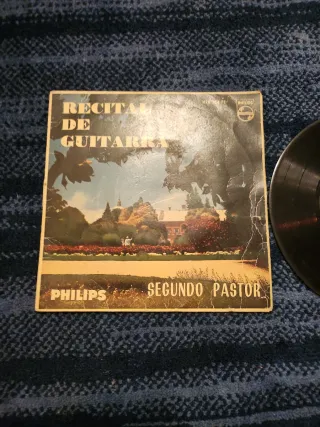 RECITAL
DE
GUITARRA
PHILIPS
SEGUNDO PASTOR